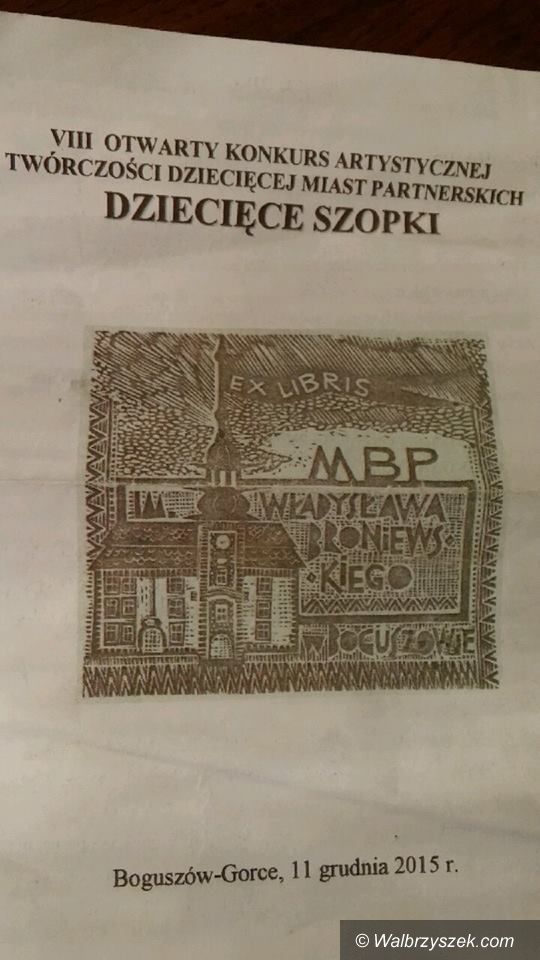 VIII OTWARTY KONKURS ARTYSTYCZNEJ
TWÓRCZOŚCI DZIECIĘCEJ MIAST PARTNERSKICH
DZIECIĘCE SZOPKI
EX LIBRIS
MBP
IM WŁADYSŁAWA
BRONIEWS-
-KIEGO
W BOGUSZOWIE
Boguszów-Gorce, 11 grudnia 2015 r.
© Walbrzyszek.com